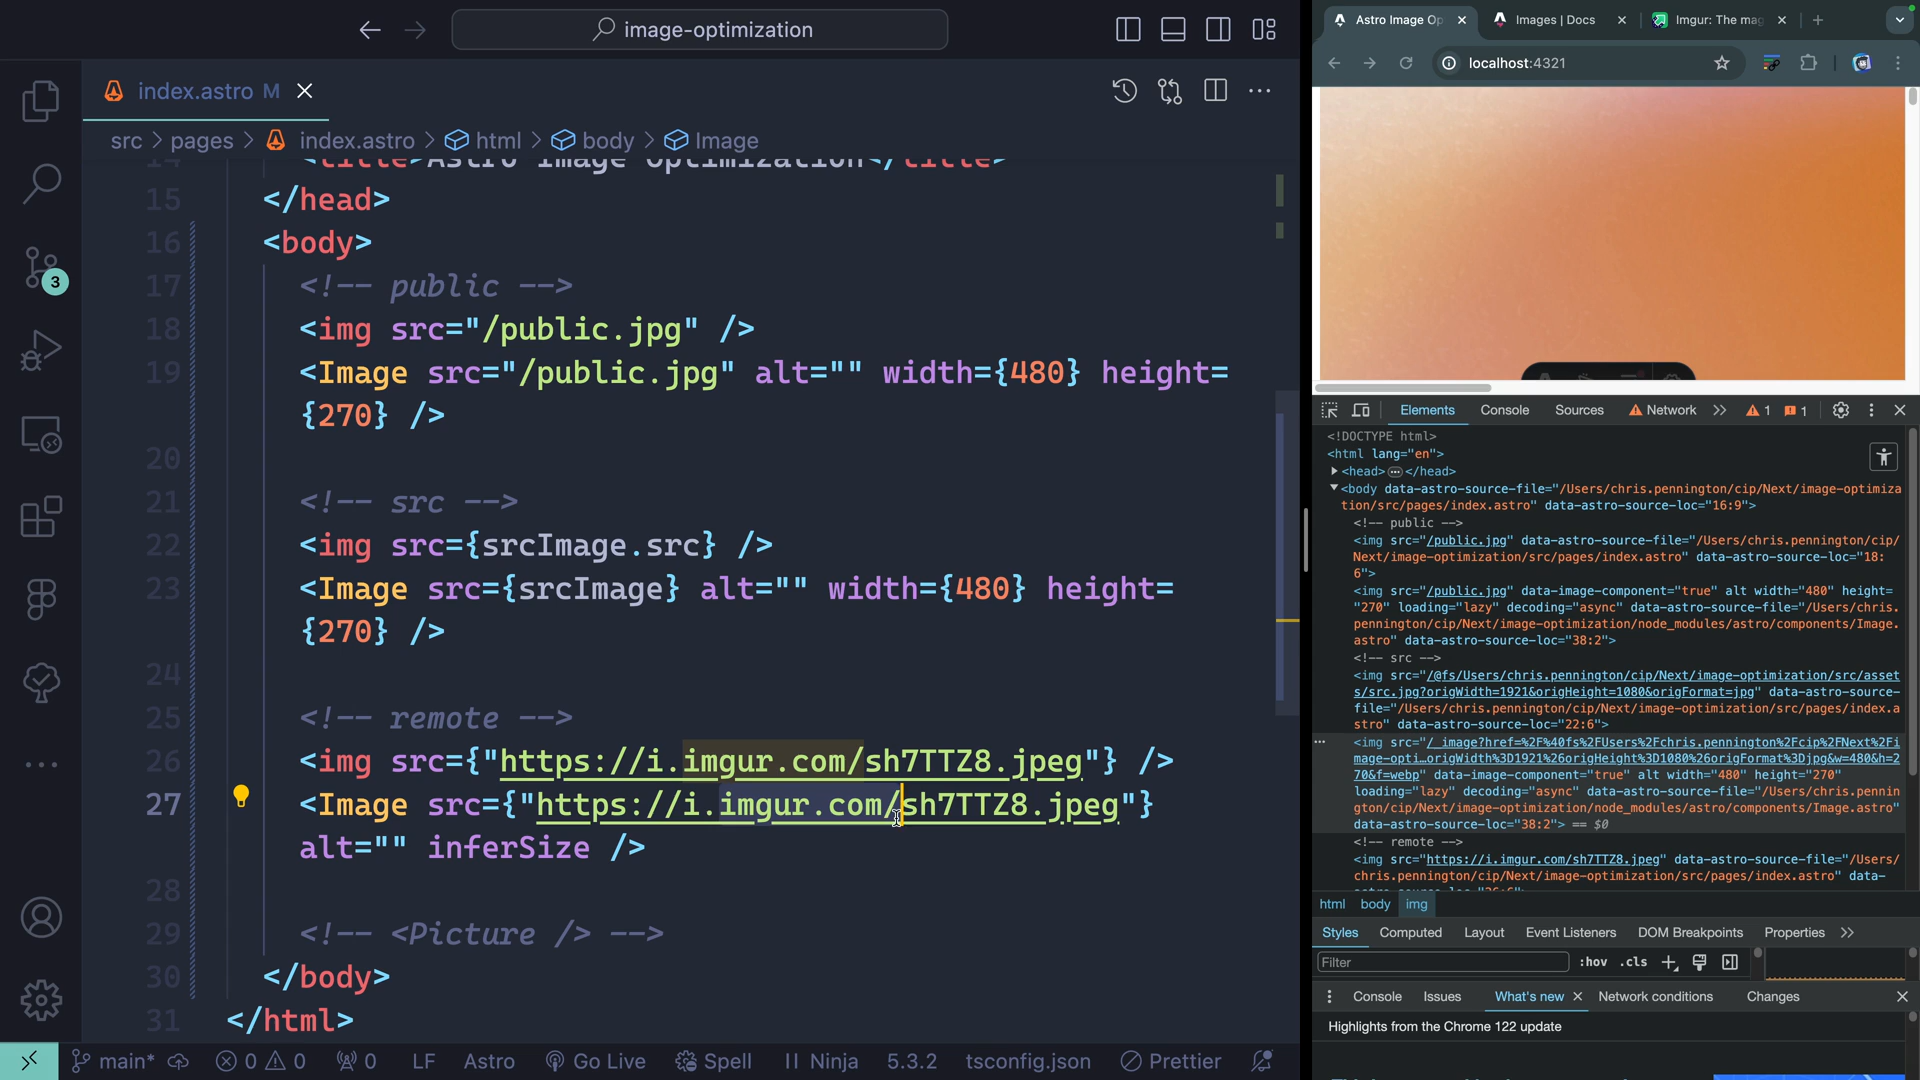 image-optimization
index.astro M
src > pages > index.astro > html > body > Image
14 <title>Astro Image Optimization</title>
15 </head>
16 <body>
17 <!-- public -->
18 <img src="/public.jpg" />
19 <Image src="/public.jpg" alt="" width={480} height=
{270} />
20
21 <!-- src -->
22 <img src={srcImage.src} />
23 <Image src={srcImage} alt="" width={480} height=
{270} />
24
25 <!-- remote -->
26 <img src={"https://i.imgur.com/sh7TTZ8.jpeg"} />
27 <Image src={"https://i.imgur.com/sh7TTZ8.jpeg"}
alt="" inferSize />
28
29 <!-- <Picture /> -->
30 </body>
31 </html>
3
main* 0 0 0 LF Astro Go Live Spell Ninja 5.3.2 tsconfig.json Prettier
Astro Image Op
Images | Docs
Imgur: The mag
localhost:4321
Elements Console Sources Network 1 1
<!DOCTYPE html>
<html lang="en">
<head> </head>
<body data-astro-source-file="/Users/chris.pennington/cip/Next/image-optimiza
tion/src/pages/index.astro" data-astro-source-loc="16:9">
<!-- public -->
<img src="/public.jpg" data-astro-source-file="/Users/chris.pennington/cip/
Next/image-optimization/src/pages/index.astro" data-astro-source-loc="18:
6">
<img src="/public.jpg" data-image-component="true" alt width="480" height=
"270" loading="lazy" decoding="async" data-astro-source-file="/Users/chris.
pennington/cip/Next/image-optimization/node_modules/astro/components/Image.
astro" data-astro-source-loc="38:2">
<!-- src -->
<img src="/@fs/Users/chris.pennington/cip/Next/image-optimization/src/asset
s/src.jpg?origWidth=1921&origHeight=1080&origFormat=jpg" data-astro-source-
file="/Users/chris.pennington/cip/Next/image-optimization/src/pages/index.a
stro" data-astro-source-loc="22:6">
<img src="/_image?href=%2F%40fs%2FUsers%2Fchris.pennington%2Fcip%2FNext%2Fi
mage-opti…origWidth%3D1921%26origHeight%3D1080%26origFormat%3Djpg&w=480&h=2
70&f=webp" data-image-component="true" alt width="480" height="270"
loading="lazy" decoding="async" data-astro-source-file="/Users/chris.pennin
gton/cip/Next/image-optimization/node_modules/astro/components/Image.astro"
data-astro-source-loc="38:2"> == $0
<!-- remote -->
<img src="https://i.imgur.com/sh7TTZ8.jpeg" data-astro-source-file="/Users/
chris.pennington/cip/Next/image-optimization/src/pages/index.astro" data-
html body img
Styles Computed Layout Event Listeners DOM Breakpoints Properties
Filter :hov .cls
Console Issues What's new Network conditions Changes
Highlights from the Chrome 122 update